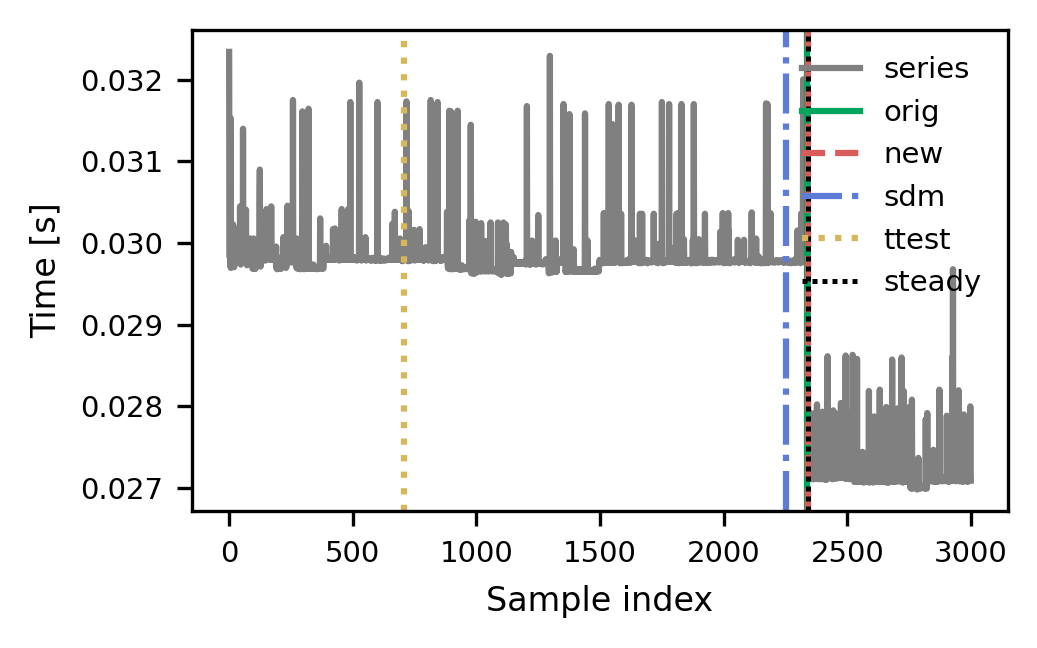 Time [s]
0.032
0.031
0.030
0.029
0.028
0.027
series
orig
new
sdm
ttest
steady
0 500 1000 1500 2000 2500 3000
Sample index